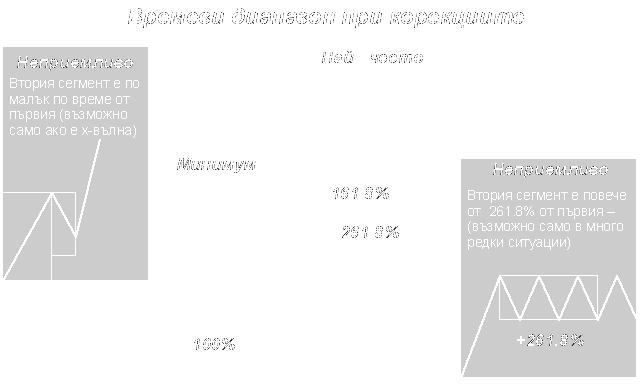 Времеви диапазон при корекциите
Най - често
Неприемливо
Втория сегмент е по
малък по време от
първия (възможно
само ако е х-вълна)
Минимум
161.8%
261.8%
100%
Неприемливо
Втория сегмент е повече
от 261.8% от първия –
(възможно само в много
редки ситуации)
+261.8%